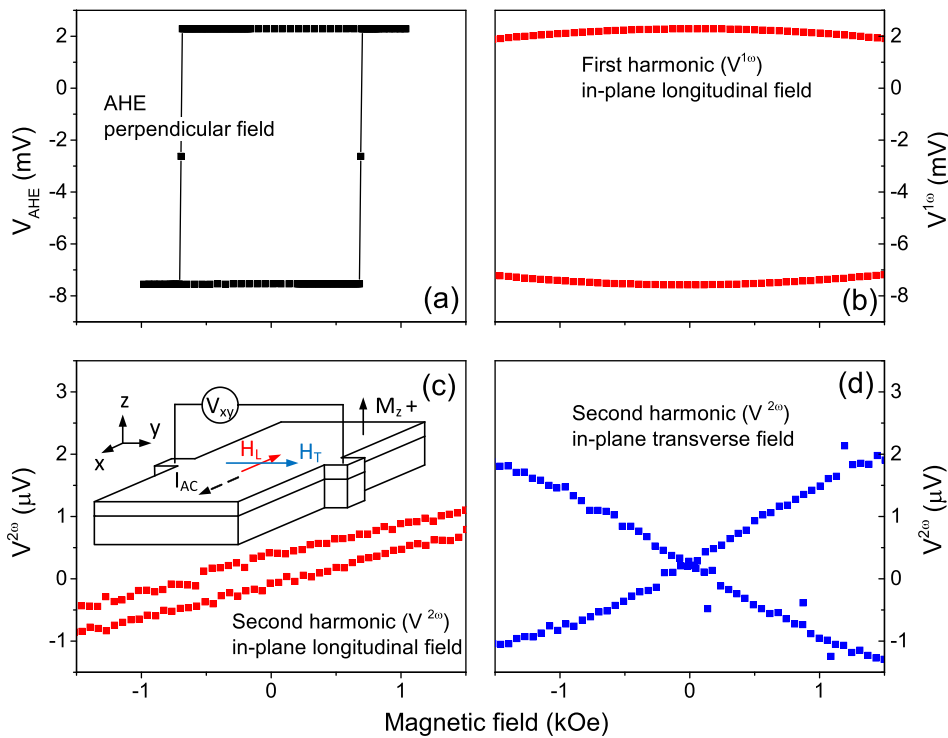 2
0
-2
-4
-6
-8
V_AHE (mV)
AHE
perpendicular field
(a)
First harmonic (V^1ω)
in-plane longitudinal field
(b)
2
0
-2
-4
-6
-8
V^1ω (mV)
3
2
1
0
-1
V^2ω (μV)
(c)
z
y
x
V_xy
M_z +
H_L
H_T
I_AC
Second harmonic (V ^2ω)
in-plane longitudinal field
-1
0
1
(d)
Second harmonic (V ^2ω)
in-plane transverse field
3
2
1
0
-1
V^2ω (μV)
-1
0
1
Magnetic field (kOe)